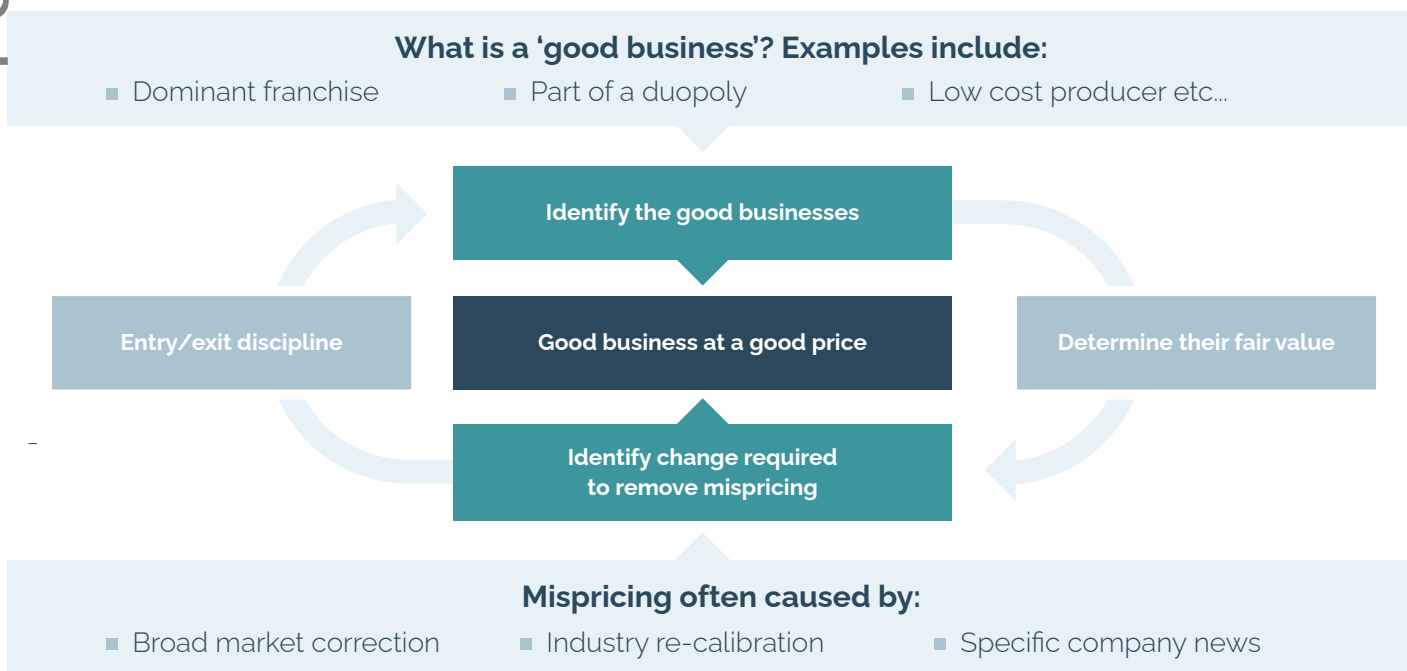 What is a ‘good business’? Examples include:
Dominant franchise
Part of a duopoly
Low cost producer etc...
Identify the good businesses
Entry/exit discipline
Good business at a good price
Determine their fair value
Identify change required
to remove mispricing
Mispricing often caused by:
Broad market correction
Industry re-calibration
Specific company news